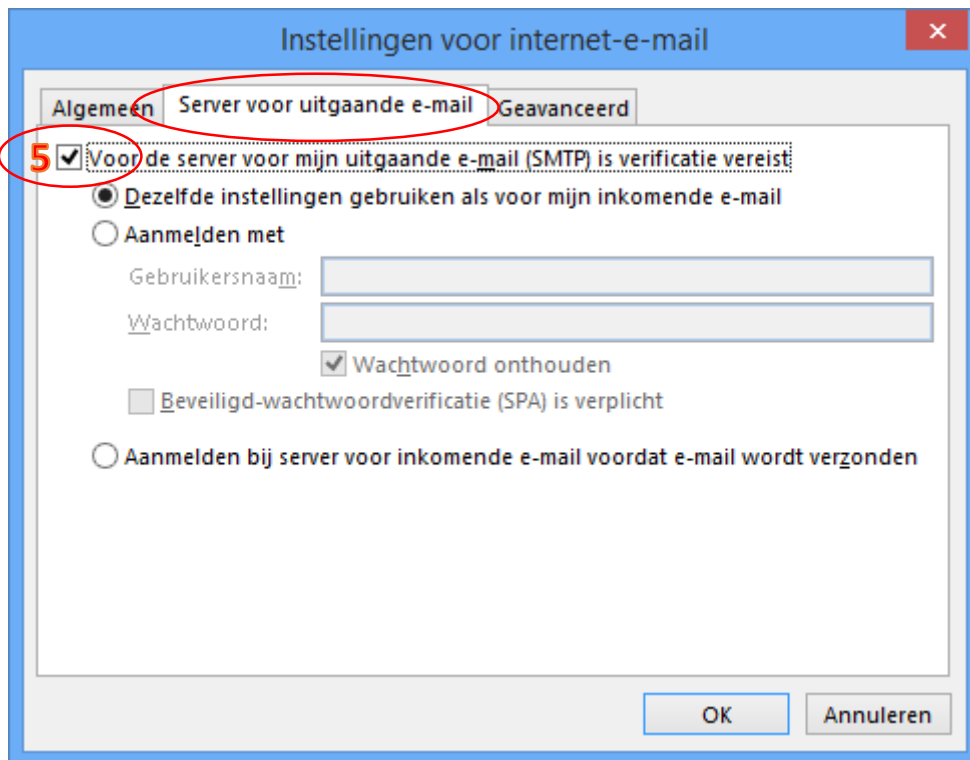 Instellingen voor internet-e-mail
Algemeen Server voor uitgaande e-mail Geavanceerd
5 Voor de server voor mijn uitgaande e-mail (SMTP) is verificatie vereist
Dezelfde instellingen gebruiken als voor mijn inkomende e-mail
Aanmelden met
Gebruikersnaam:
Wachtwoord:
Wachtwoord onthouden
Beveiligd-wachtwoordverificatie (SPA) is verplicht
Aanmelden bij server voor inkomende e-mail voordat e-mail wordt verzonden
OK Annuleren